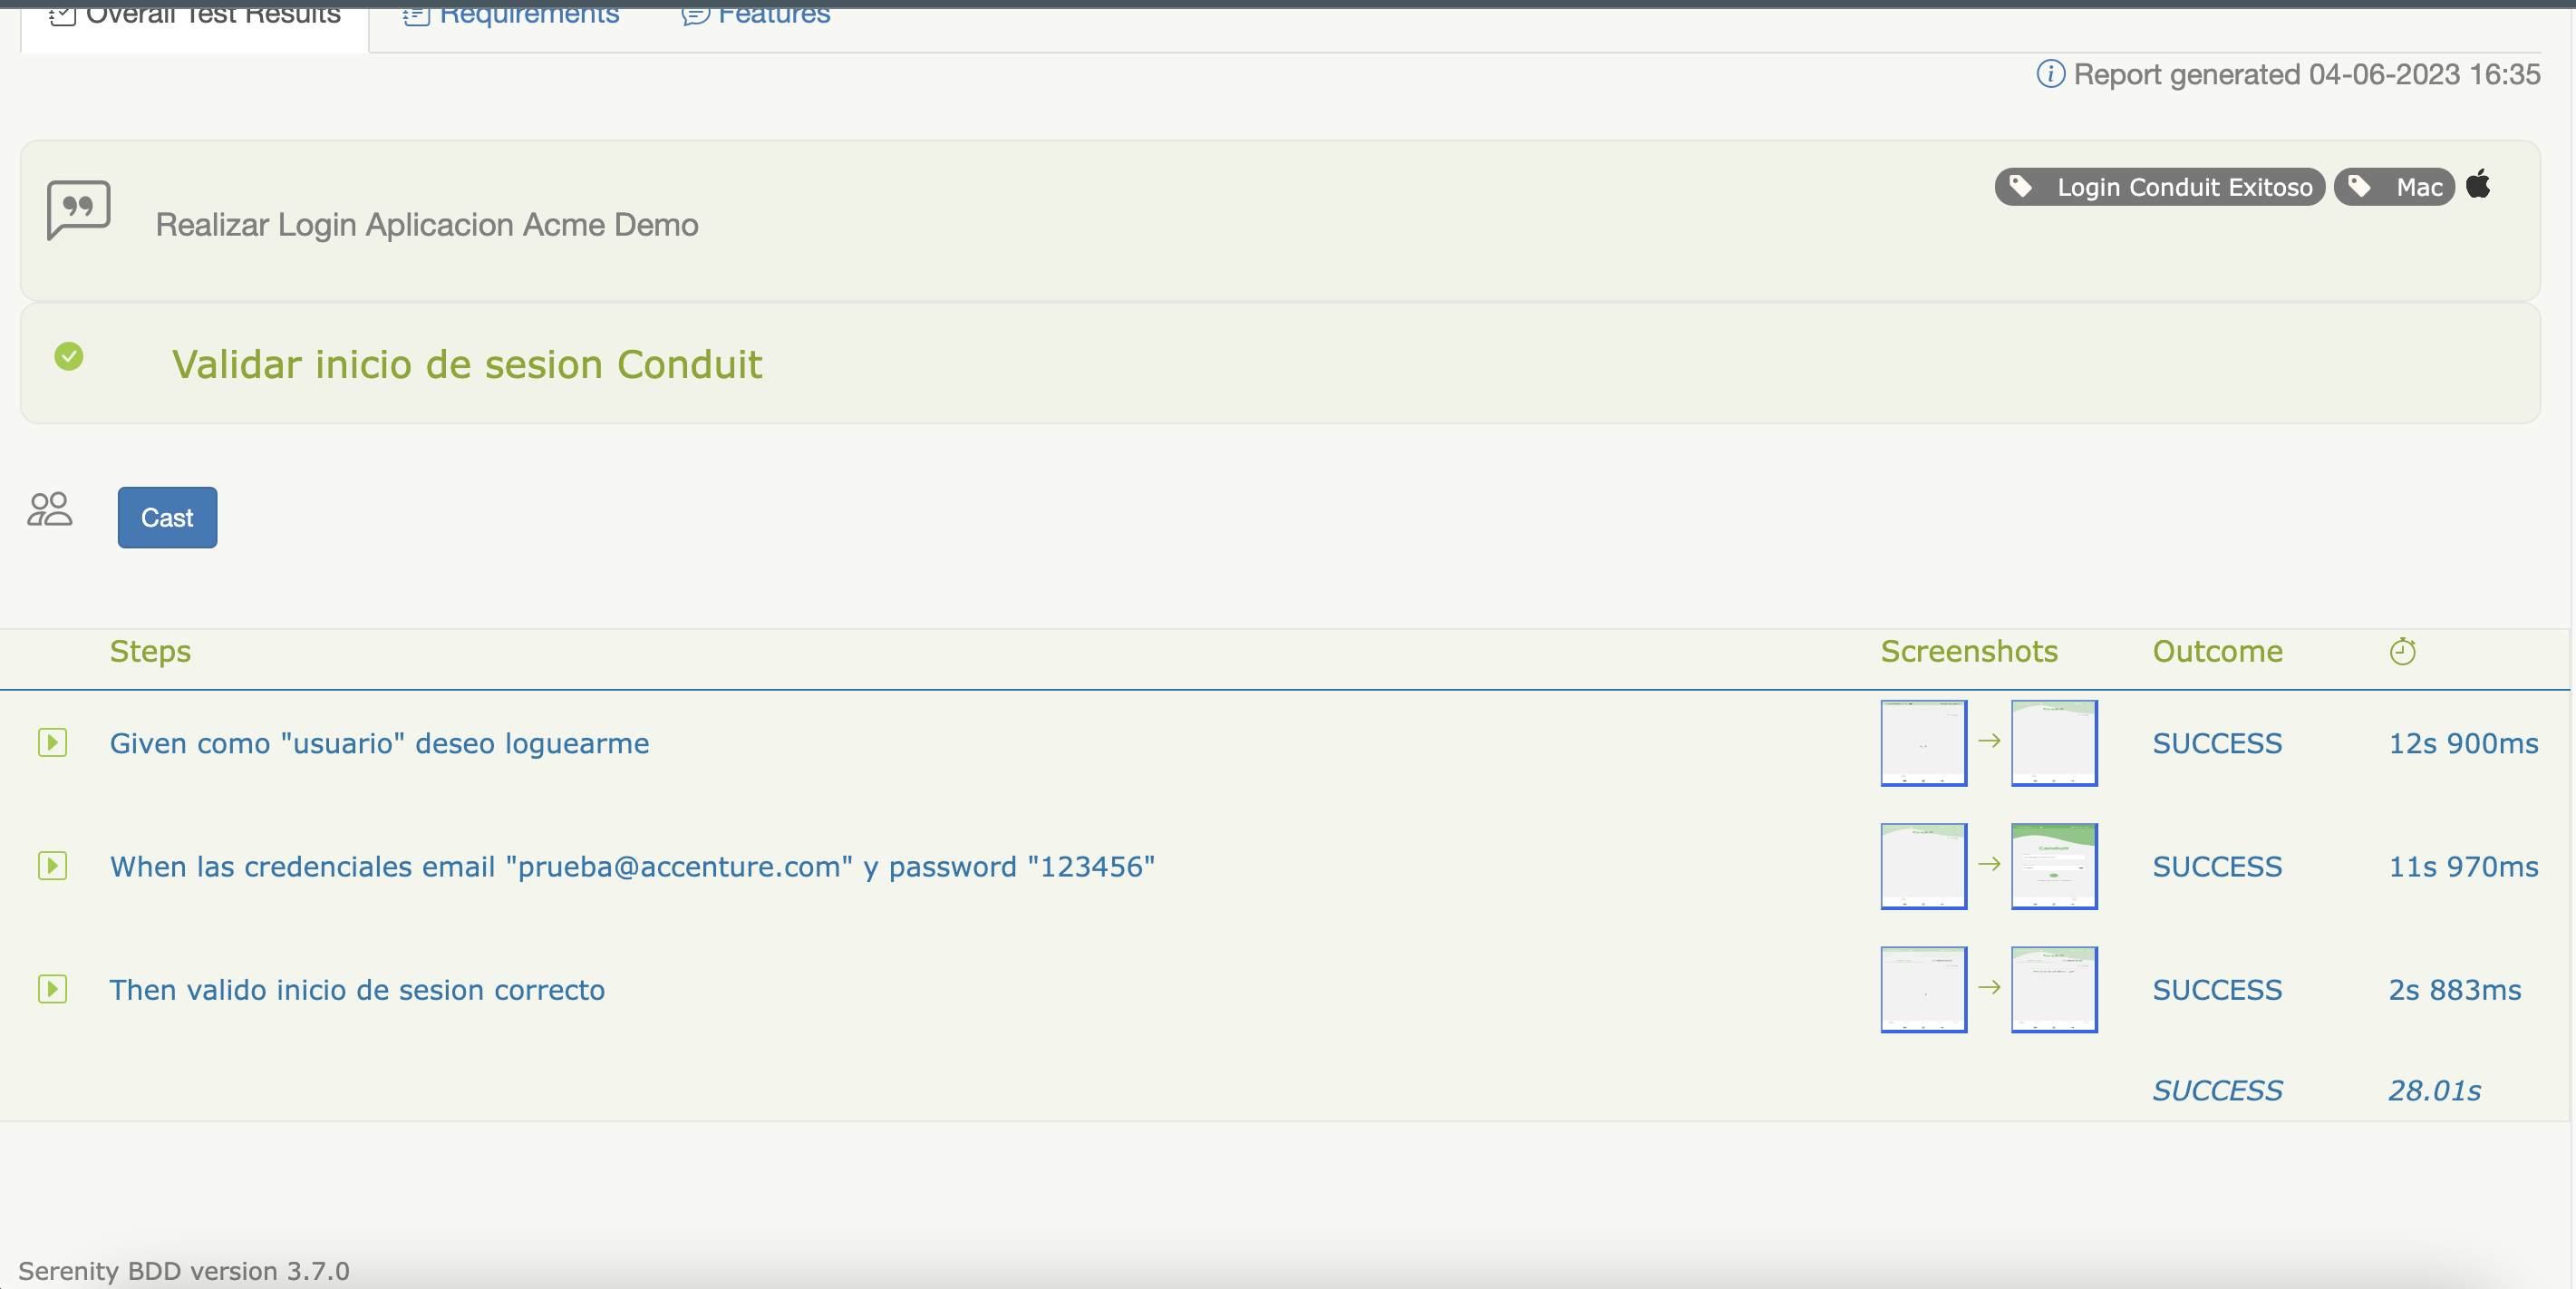 Overall Test Results Requirements Features
Report generated 04-06-2023 16:35
Login Conduit Exitoso Mac
Realizar Login Aplicacion Acme Demo
Validar inicio de sesion Conduit
Cast
Steps Screenshots Outcome
Given como "usuario" deseo loguearme SUCCESS 12s 900ms
When las credenciales email "prueba@accenture.com" y password "123456" SUCCESS 11s 970ms
Then valido inicio de sesion correcto SUCCESS 2s 883ms
SUCCESS 28.01s
Serenity BDD version 3.7.0